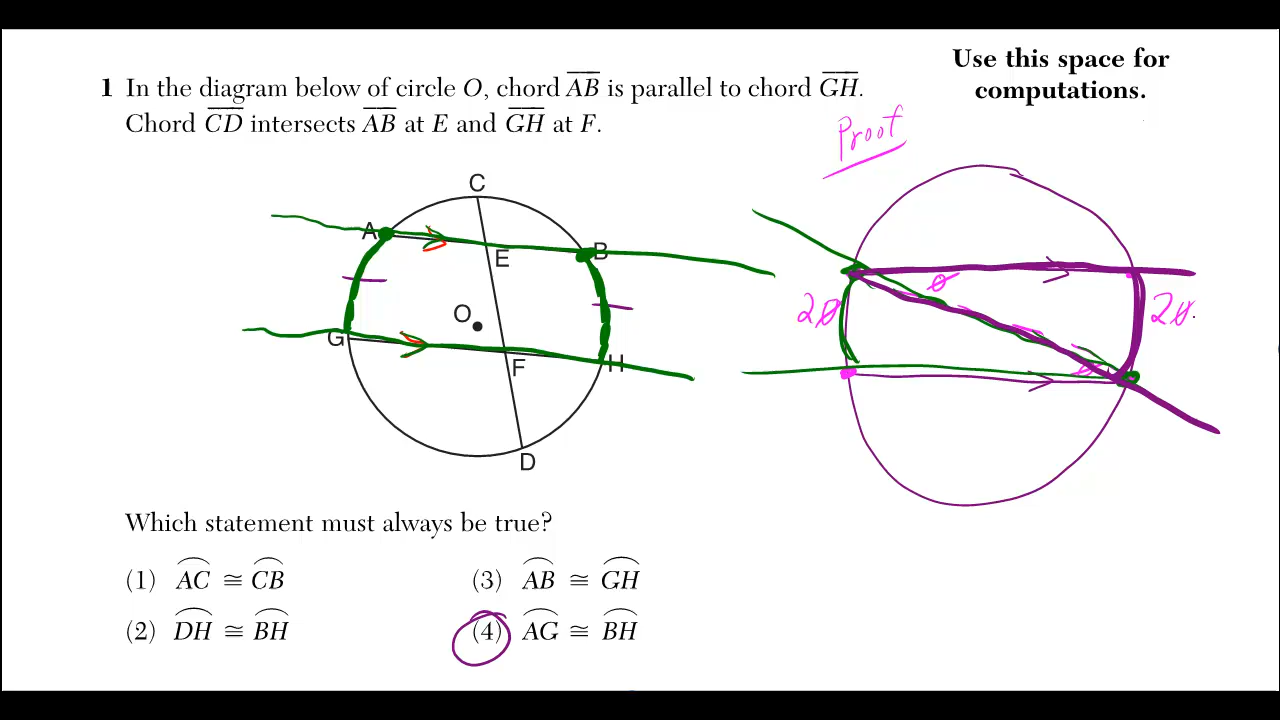 Use this space for
computations.
1 In the diagram below of circle O, chord AB is parallel to chord GH.
Chord CD intersects AB at E and GH at F.
Proof
C
A
B
E
O
G
F
H
D
θ
2θ
2θ
θ
Which statement must always be true?
(1) AC ≅ CB
(3) AB ≅ GH
(2) DH ≅ BH
(4) AG ≅ BH